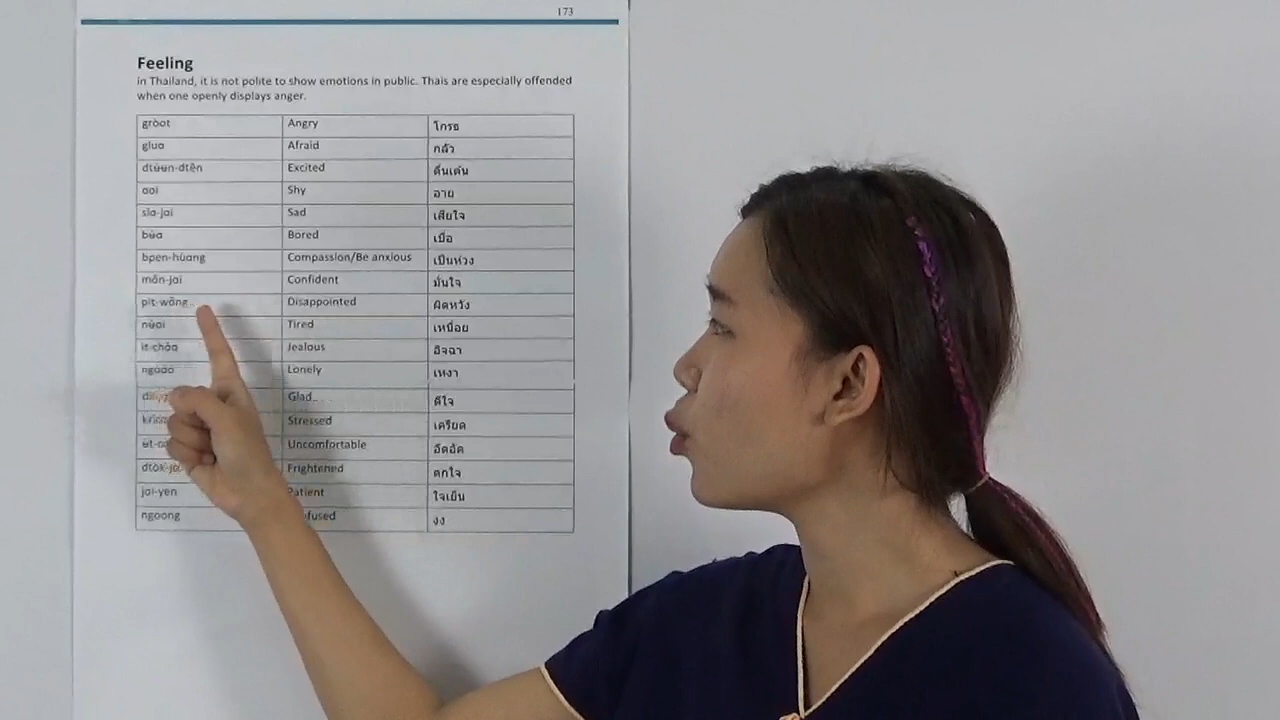 173
Feeling
In Thailand, it is not polite to show emotions in public. Thais are especially offended
when one openly displays anger.
gròot Angry โกรธ
glua Afraid กลัว
dtùen-dtên Excited ตื่นเต้น
aai Shy อาย
sĭa-jai Sad เสียใจ
bùa Bored เบื่อ
bpen-hùang Compassion/Be anxious เป็นห่วง
mân-jai Confident มั่นใจ
pìt-wăng Disappointed ผิดหวัง
nùai Tired เหนื่อย
ìt-chăa Jealous อิจฉา
ngăao Lonely เหงา
Glad ดีใจ
Stressed เครียด
Uncomfortable อึดอัด
Frightened ตกใจ
jai-yen Patient ใจเย็น
ngoong งง